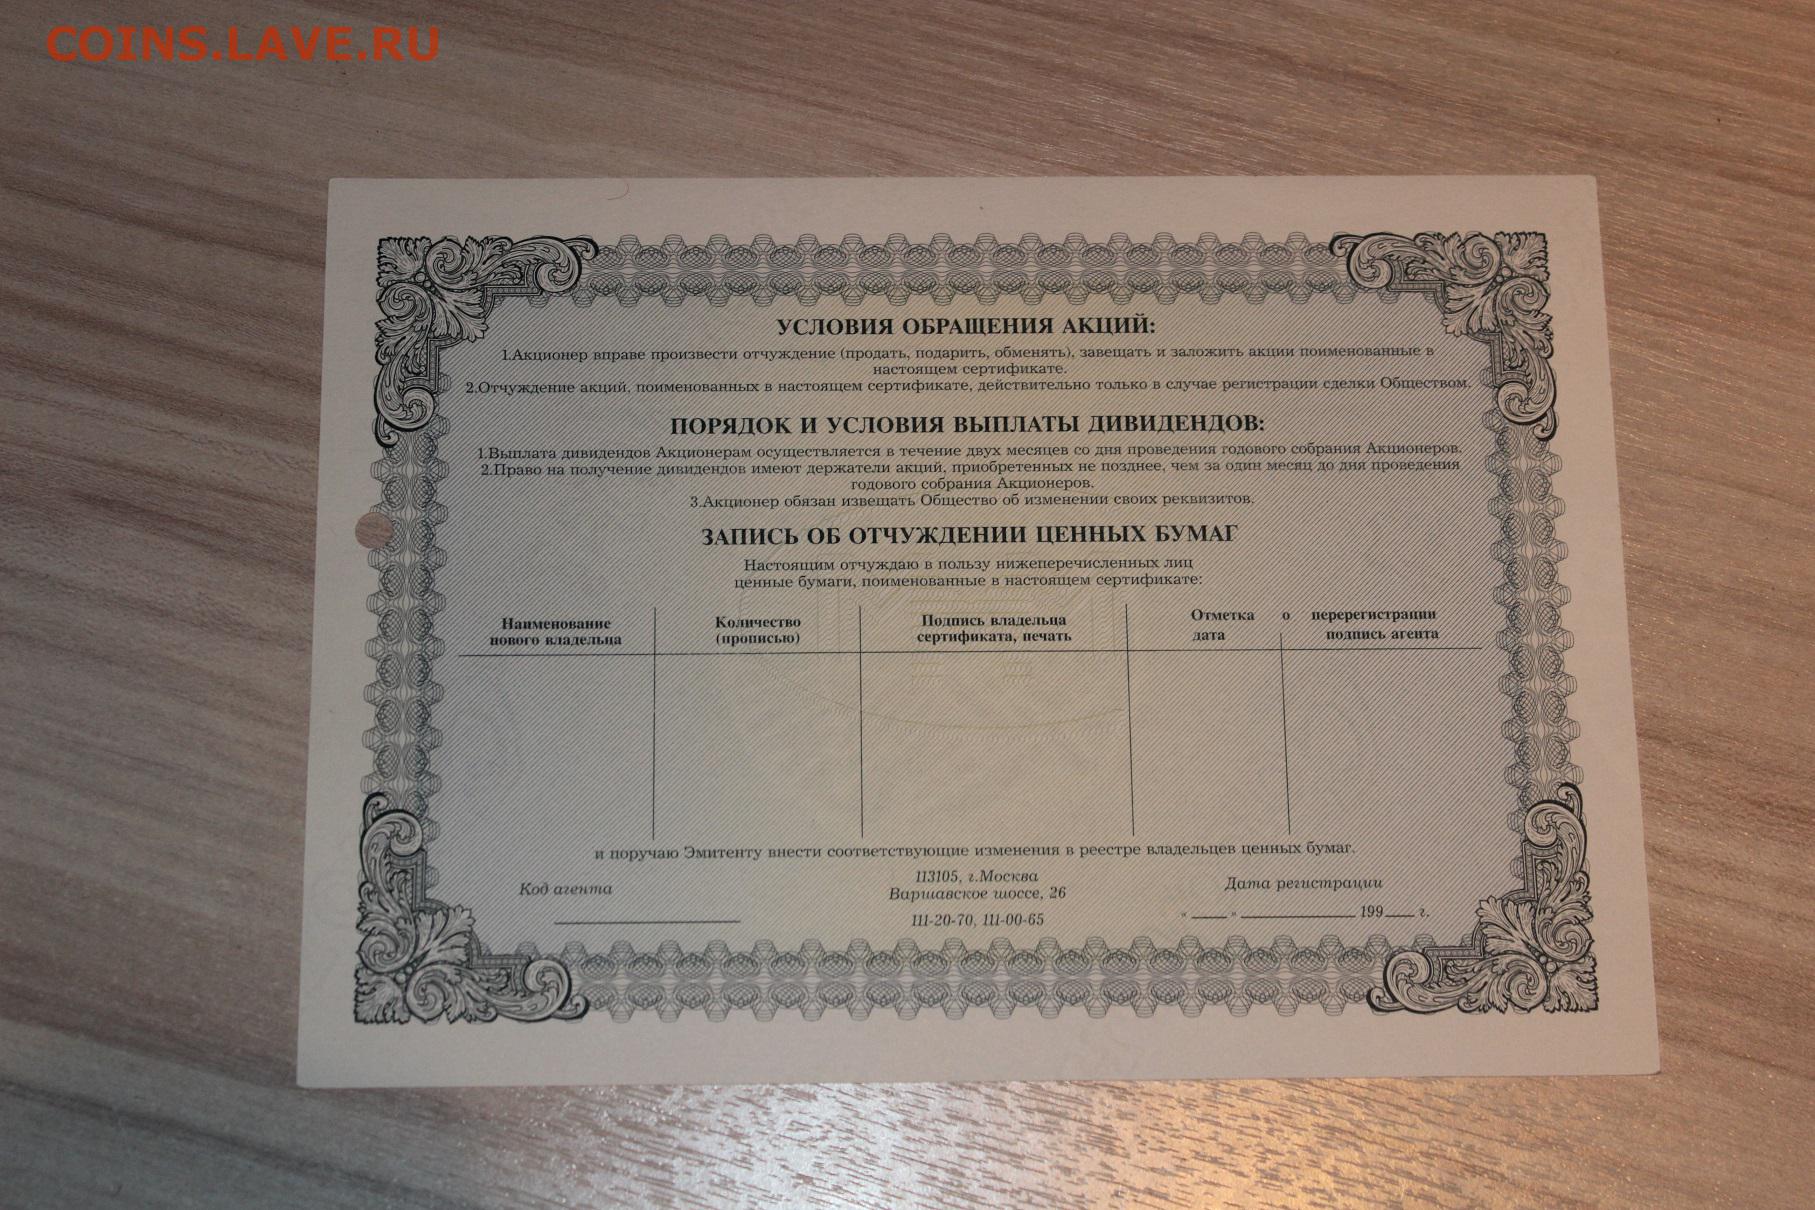 COINS.LAVE.RU
УСЛОВИЯ ОБРАЩЕНИЯ АКЦИЙ:
1.Акционер вправе произвести отчуждение (продать, подарить, обменять), завещать и заложить акции поименованные в
настоящем сертификате.
2.Отчуждение акций, поименованных в настоящем сертификате, действительно только в случае регистрации сделки Обществом.
ПОРЯДОК И УСЛОВИЯ ВЫПЛАТЫ ДИВИДЕНДОВ:
1.Выплата дивидендов Акционерам осуществляется в течение двух месяцев со дня проведения годового собрания Акционеров.
2.Право на получение дивидендов имеют держатели акций, приобретенных не позднее, чем за один месяц до дня проведения
годового собрания Акционеров.
3.Акционер обязан извещать Общество об изменении своих реквизитов.
ЗАПИСЬ ОБ ОТЧУЖДЕНИИ ЦЕННЫХ БУМАГ
Настоящим отчуждаю в пользу нижеперечисленных лиц
ценные бумаги, поименованные в настоящем сертификате:
Наименование
нового владельца
Количество
(прописью)
Подпись владельца
сертификата, печать
Отметка о перерегистрации
дата подпись агента
и поручаю Эмитенту внести соответствующие изменения в реестре владельцев ценных бумаг.
Код агента
113105, г.Москва
Варшавское шоссе, 26
111-20-70, 111-00-65
Дата регистрации
« ____ » ____________ 199___ г.